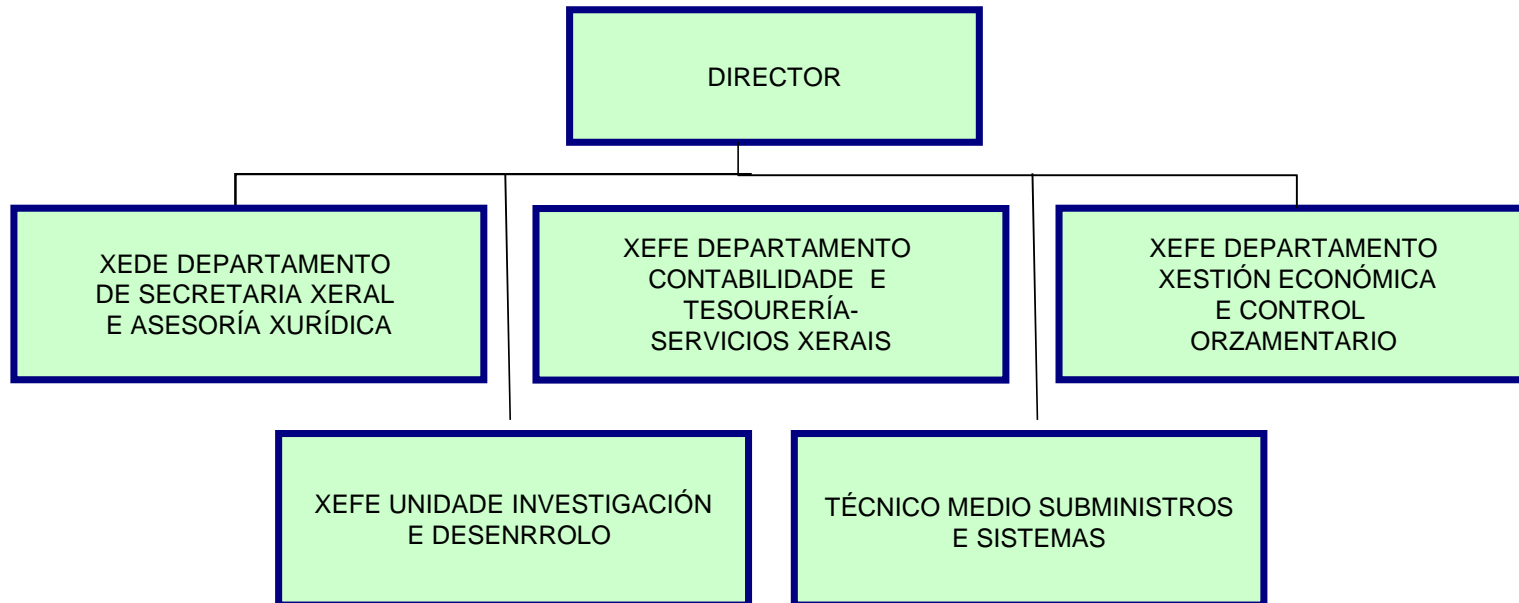 DIRECTOR
XEDE DEPARTAMENTO
DE SECRETARIA XERAL
E ASESORÍA XURÍDICA
XEFE DEPARTAMENTO
CONTABILIDADE E
TESOURERÍA-
SERVICIOS XERAIS
XEFE DEPARTAMENTO
XESTIÓN ECONÓMICA
E CONTROL
ORZAMENTARIO
XEFE UNIDADE INVESTIGACIÓN
E DESENRROLO
TÉCNICO MEDIO SUBMINISTROS
E SISTEMAS